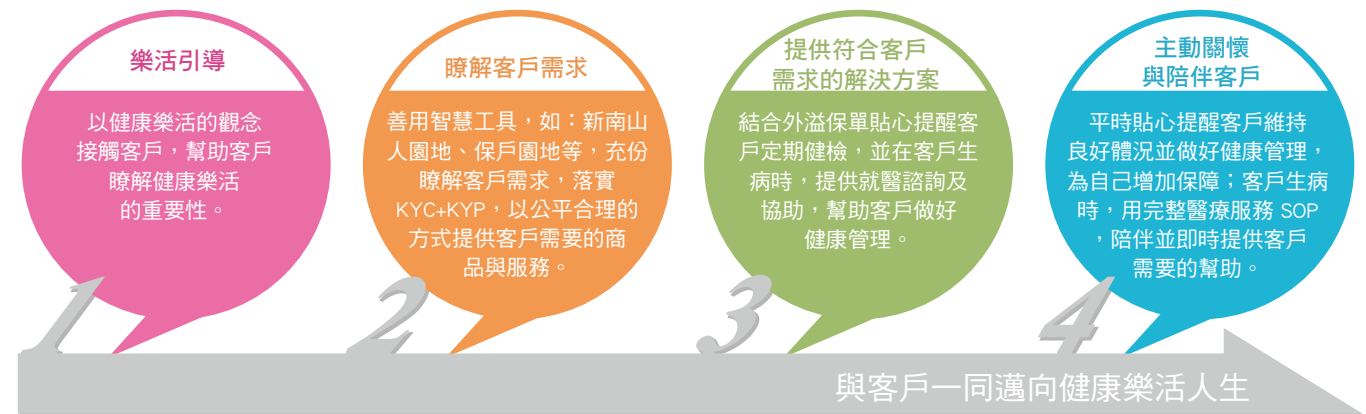 樂活引導
以健康樂活的觀念
接觸客戶，幫助客戶
瞭解健康樂活
的重要性。
1
瞭解客戶需求
善用智慧工具，如：新南山
人園地、保戶園地等，充份
瞭解客戶需求，落實
KYC+KYP，以公平合理的
方式提供客戶需要的商
品與服務。
2
提供符合客戶
需求的解決方案
結合外溢保單貼心提醒客
戶定期健檢，並在客戶生
病時，提供就醫諮詢及
協助，幫助客戶做好
健康管理。
3
主動關懷
與陪伴客戶
平時貼心提醒客戶維持
良好體況並做好健康管理，
為自己增加保障；客戶生病
時，用完整醫療服務 SOP
，陪伴並即時提供客戶
需要的幫助。
4
與客戶一同邁向健康樂活人生